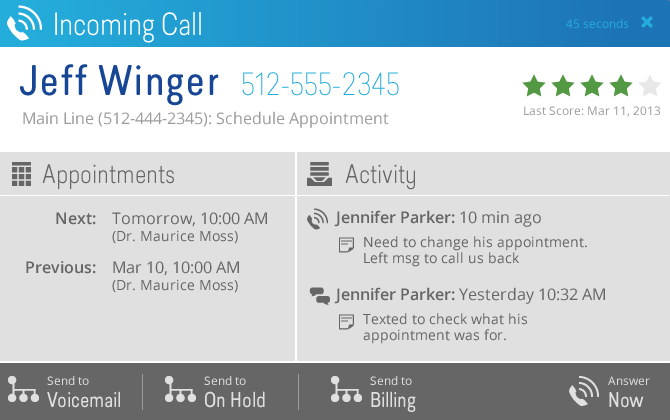 Incoming Call
45 seconds
Jeff Winger 512-555-2345
Main Line (512-444-2345): Schedule Appointment
Last Score: Mar 11, 2013
Appointments
Next: Tomorrow, 10:00 AM
(Dr. Maurice Moss)
Previous: Mar 10, 10:00 AM
(Dr. Maurice Moss)
Activity
Jennifer Parker: 10 min ago
Need to change his appointment.
Left msg to call us back
Jennifer Parker: Yesterday 10:32 AM
Texted to check what his
appointment was for.
Send to
Voicemail
Send to
On Hold
Send to
Billing
Answer
Now